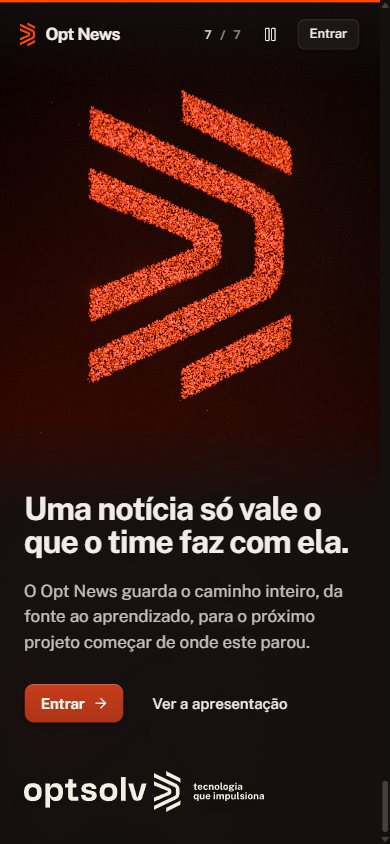 Opt News
7 / 7
Entrar
Uma notícia só vale o
que o time faz com ela.
O Opt News guarda o caminho inteiro, da
fonte ao aprendizado, para o próximo
projeto começar de onde este parou.
Entrar →
Ver a apresentação
optsolv
tecnologia
que impulsiona